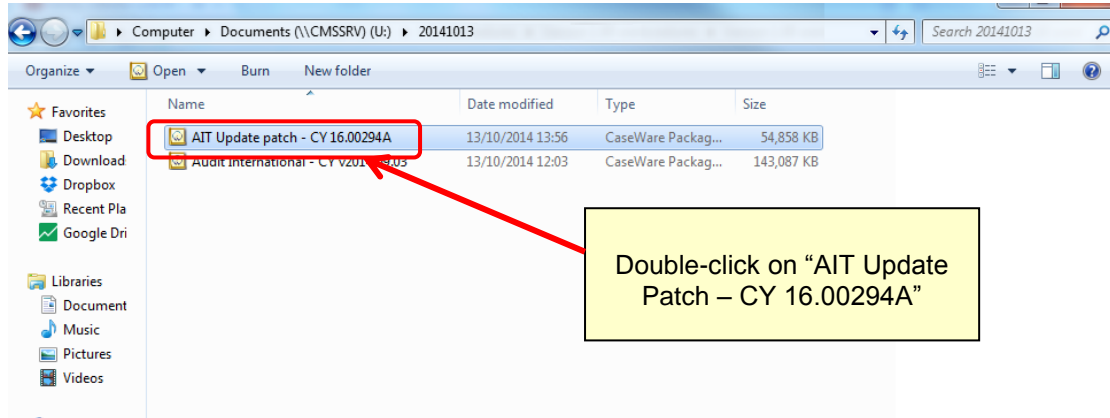 Computer ▸ Documents (\\CMSSRV) (U:) ▸ 20141013
Search 20141013
Organize Open Burn New folder
Name Date modified Type Size
Favorites
Desktop
Download
Dropbox
Recent Pla
Google Dri
Libraries
Document
Music
Pictures
Videos
AIT Update patch - CY 16.00294A 13/10/2014 13:56 CaseWare Packag... 54,858 KB
Audit International - CY 13/10/2014 12:03 CaseWare Packag... 143,087 KB
Double-click on “AIT Update
Patch – CY 16.00294A”